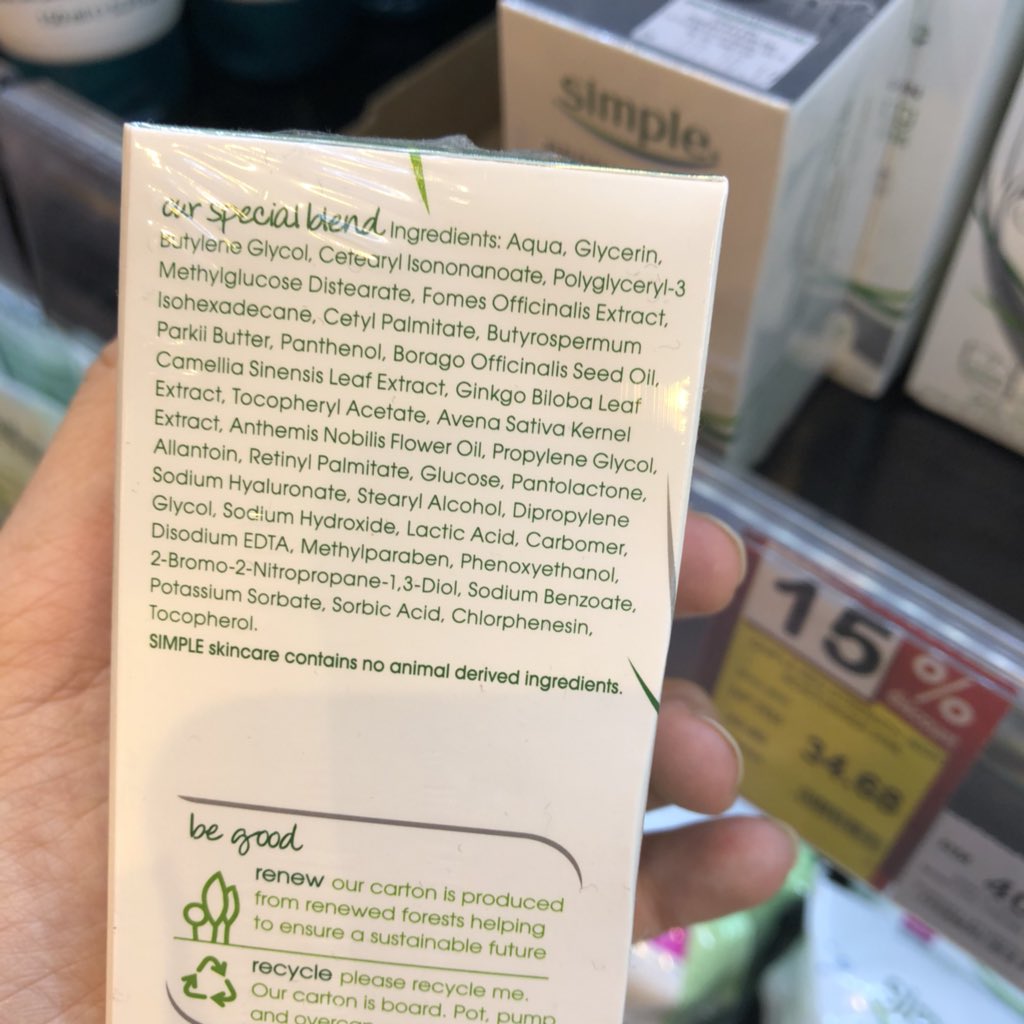 simple
our special blend Ingredients: Aqua, Glycerin,
Butylene Glycol, Cetearyl Isononanoate, Polyglyceryl-3
Methylglucose Distearate, Fomes Officinalis Extract,
Isohexadecane, Cetyl Palmitate, Butyrospermum
Parkii Butter, Panthenol, Borago Officinalis Seed Oil,
Camellia Sinensis Leaf Extract, Ginkgo Biloba Leaf
Extract, Tocopheryl Acetate, Avena Sativa Kernel
Extract, Anthemis Nobilis Flower Oil, Propylene Glycol,
Allantoin, Retinyl Palmitate, Glucose, Pantolactone,
Sodium Hyaluronate, Stearyl Alcohol, Dipropylene
Glycol, Sodium Hydroxide, Lactic Acid, Carbomer,
Disodium EDTA, Methylparaben, Phenoxyethanol,
2-Bromo-2-Nitropropane-1,3-Diol, Sodium Benzoate,
Potassium Sorbate, Sorbic Acid, Chlorphenesin,
Tocopherol.
SIMPLE skincare contains no animal derived ingredients.
be good
renew our carton is produced
from renewed forests helping
to ensure a sustainable future
recycle please recycle me.
Our carton is board. Pot, pump
15%
34.68